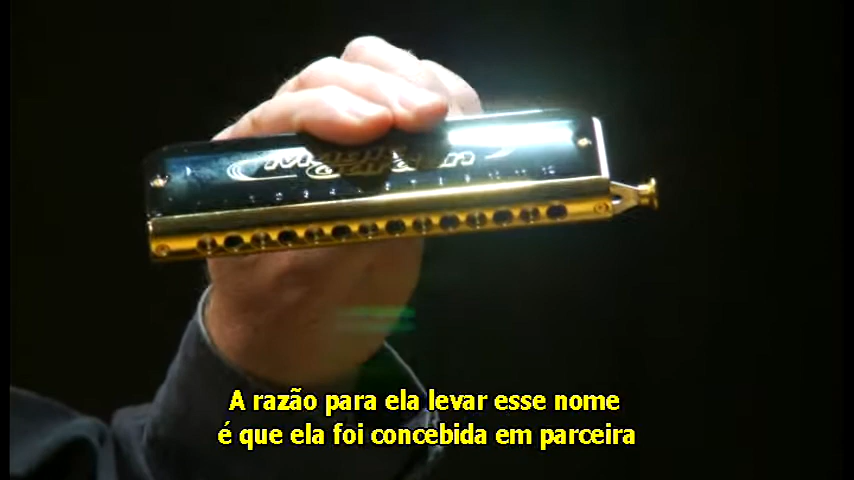 A razão para ela levar esse nome
é que ela foi concebida em parceira